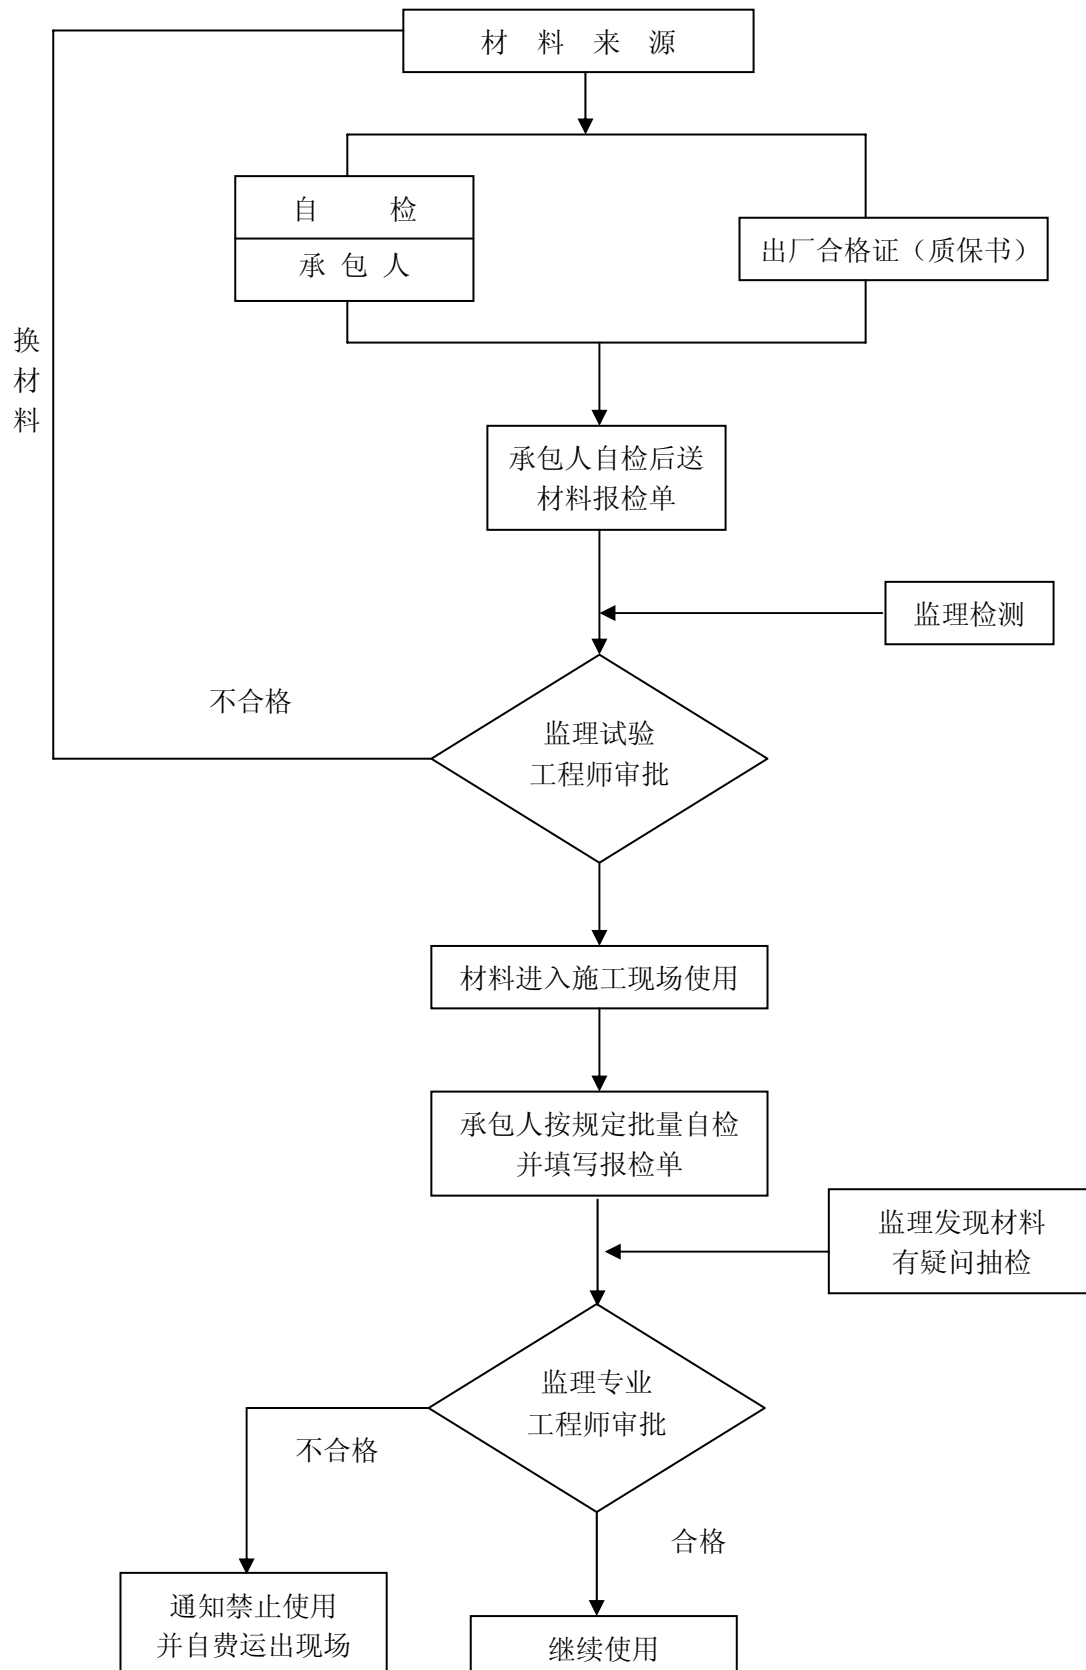 材 料 来 源
自 检
承 包 人
出厂合格证（质保书）
换
材
料
承包人自检后送
材料报检单
监理检测
不合格
监理试验
工程师审批
材料进入施工现场使用
承包人按规定批量自检
并填写报检单
监理发现材料
有疑问抽检
监理专业
工程师审批
不合格
合格
通知禁止使用
并自费运出现场
继续使用